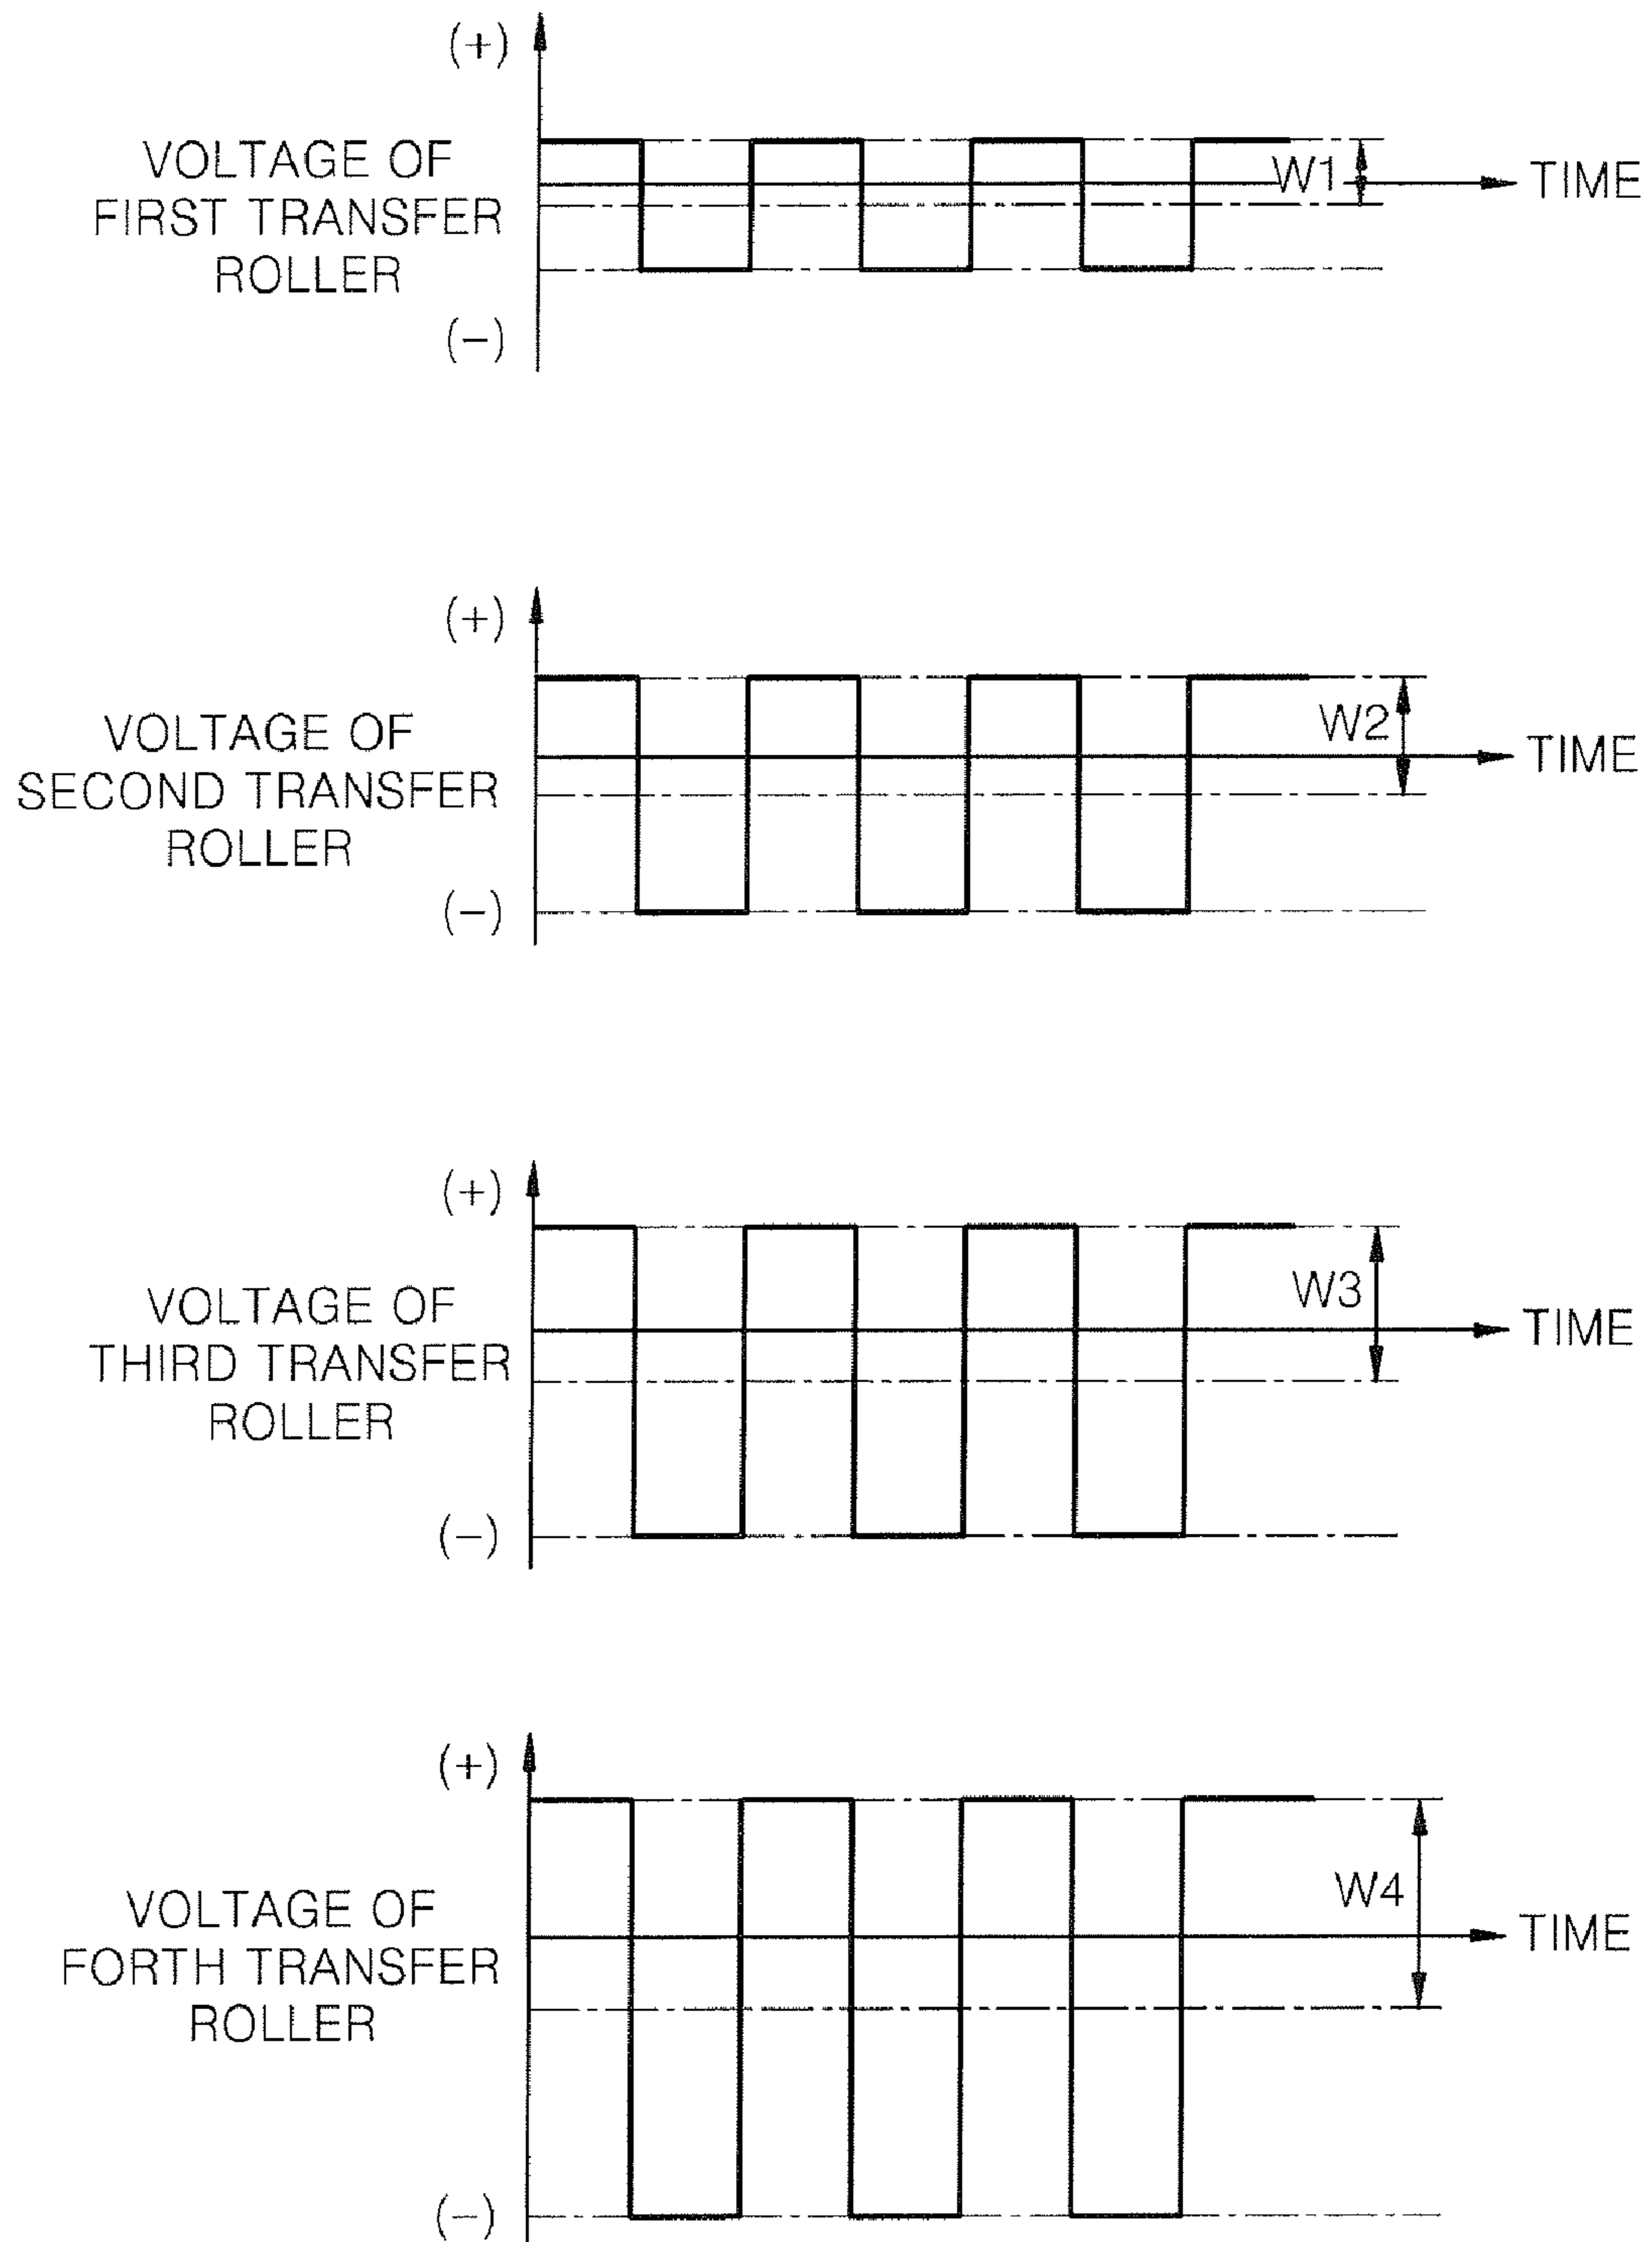 (+)
VOLTAGE OF
FIRST TRANSFER
ROLLER
W1
TIME
(−)
(+)
VOLTAGE OF
SECOND TRANSFER
ROLLER
W2
TIME
(−)
(+)
VOLTAGE OF
THIRD TRANSFER
ROLLER
W3
TIME
(−)
(+)
VOLTAGE OF
FORTH TRANSFER
ROLLER
W4
TIME
(−)